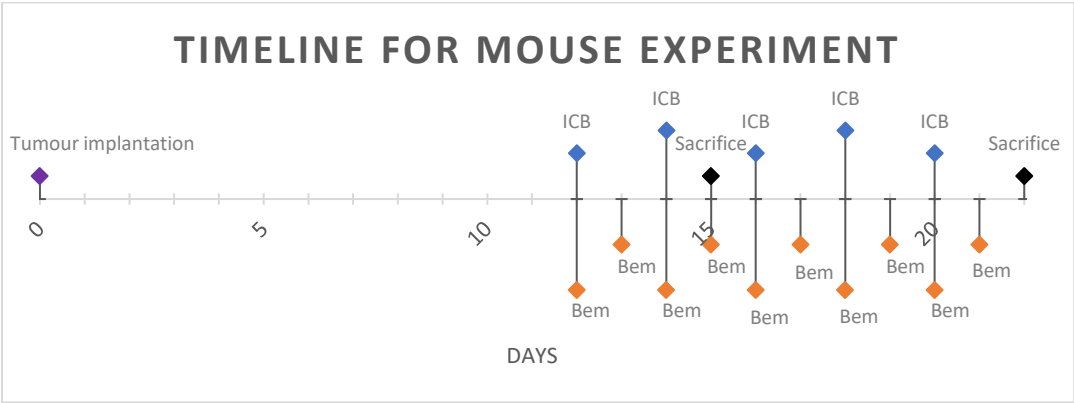 TIMELINE FOR MOUSE EXPERIMENT
ICB ICB
ICB ICB ICB
Tumour implantation Sacrifice Sacrifice
0 5 10 15 20
Bem Bem Bem Bem Bem
Bem Bem Bem Bem Bem
DAYS